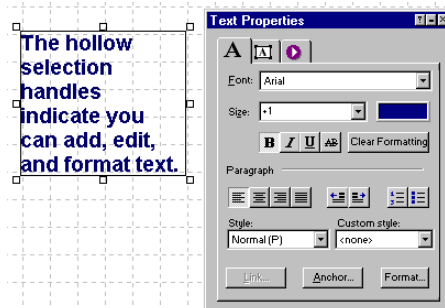 The hollow
selection
handles
indicate you
can add, edit,
and format text.
Text Properties
A A
Font: Arial
Size: +1
B I U AB Clear Formatting
Paragraph
Style: Custom style:
Normal (P) <none>
Link... Anchor... Format...